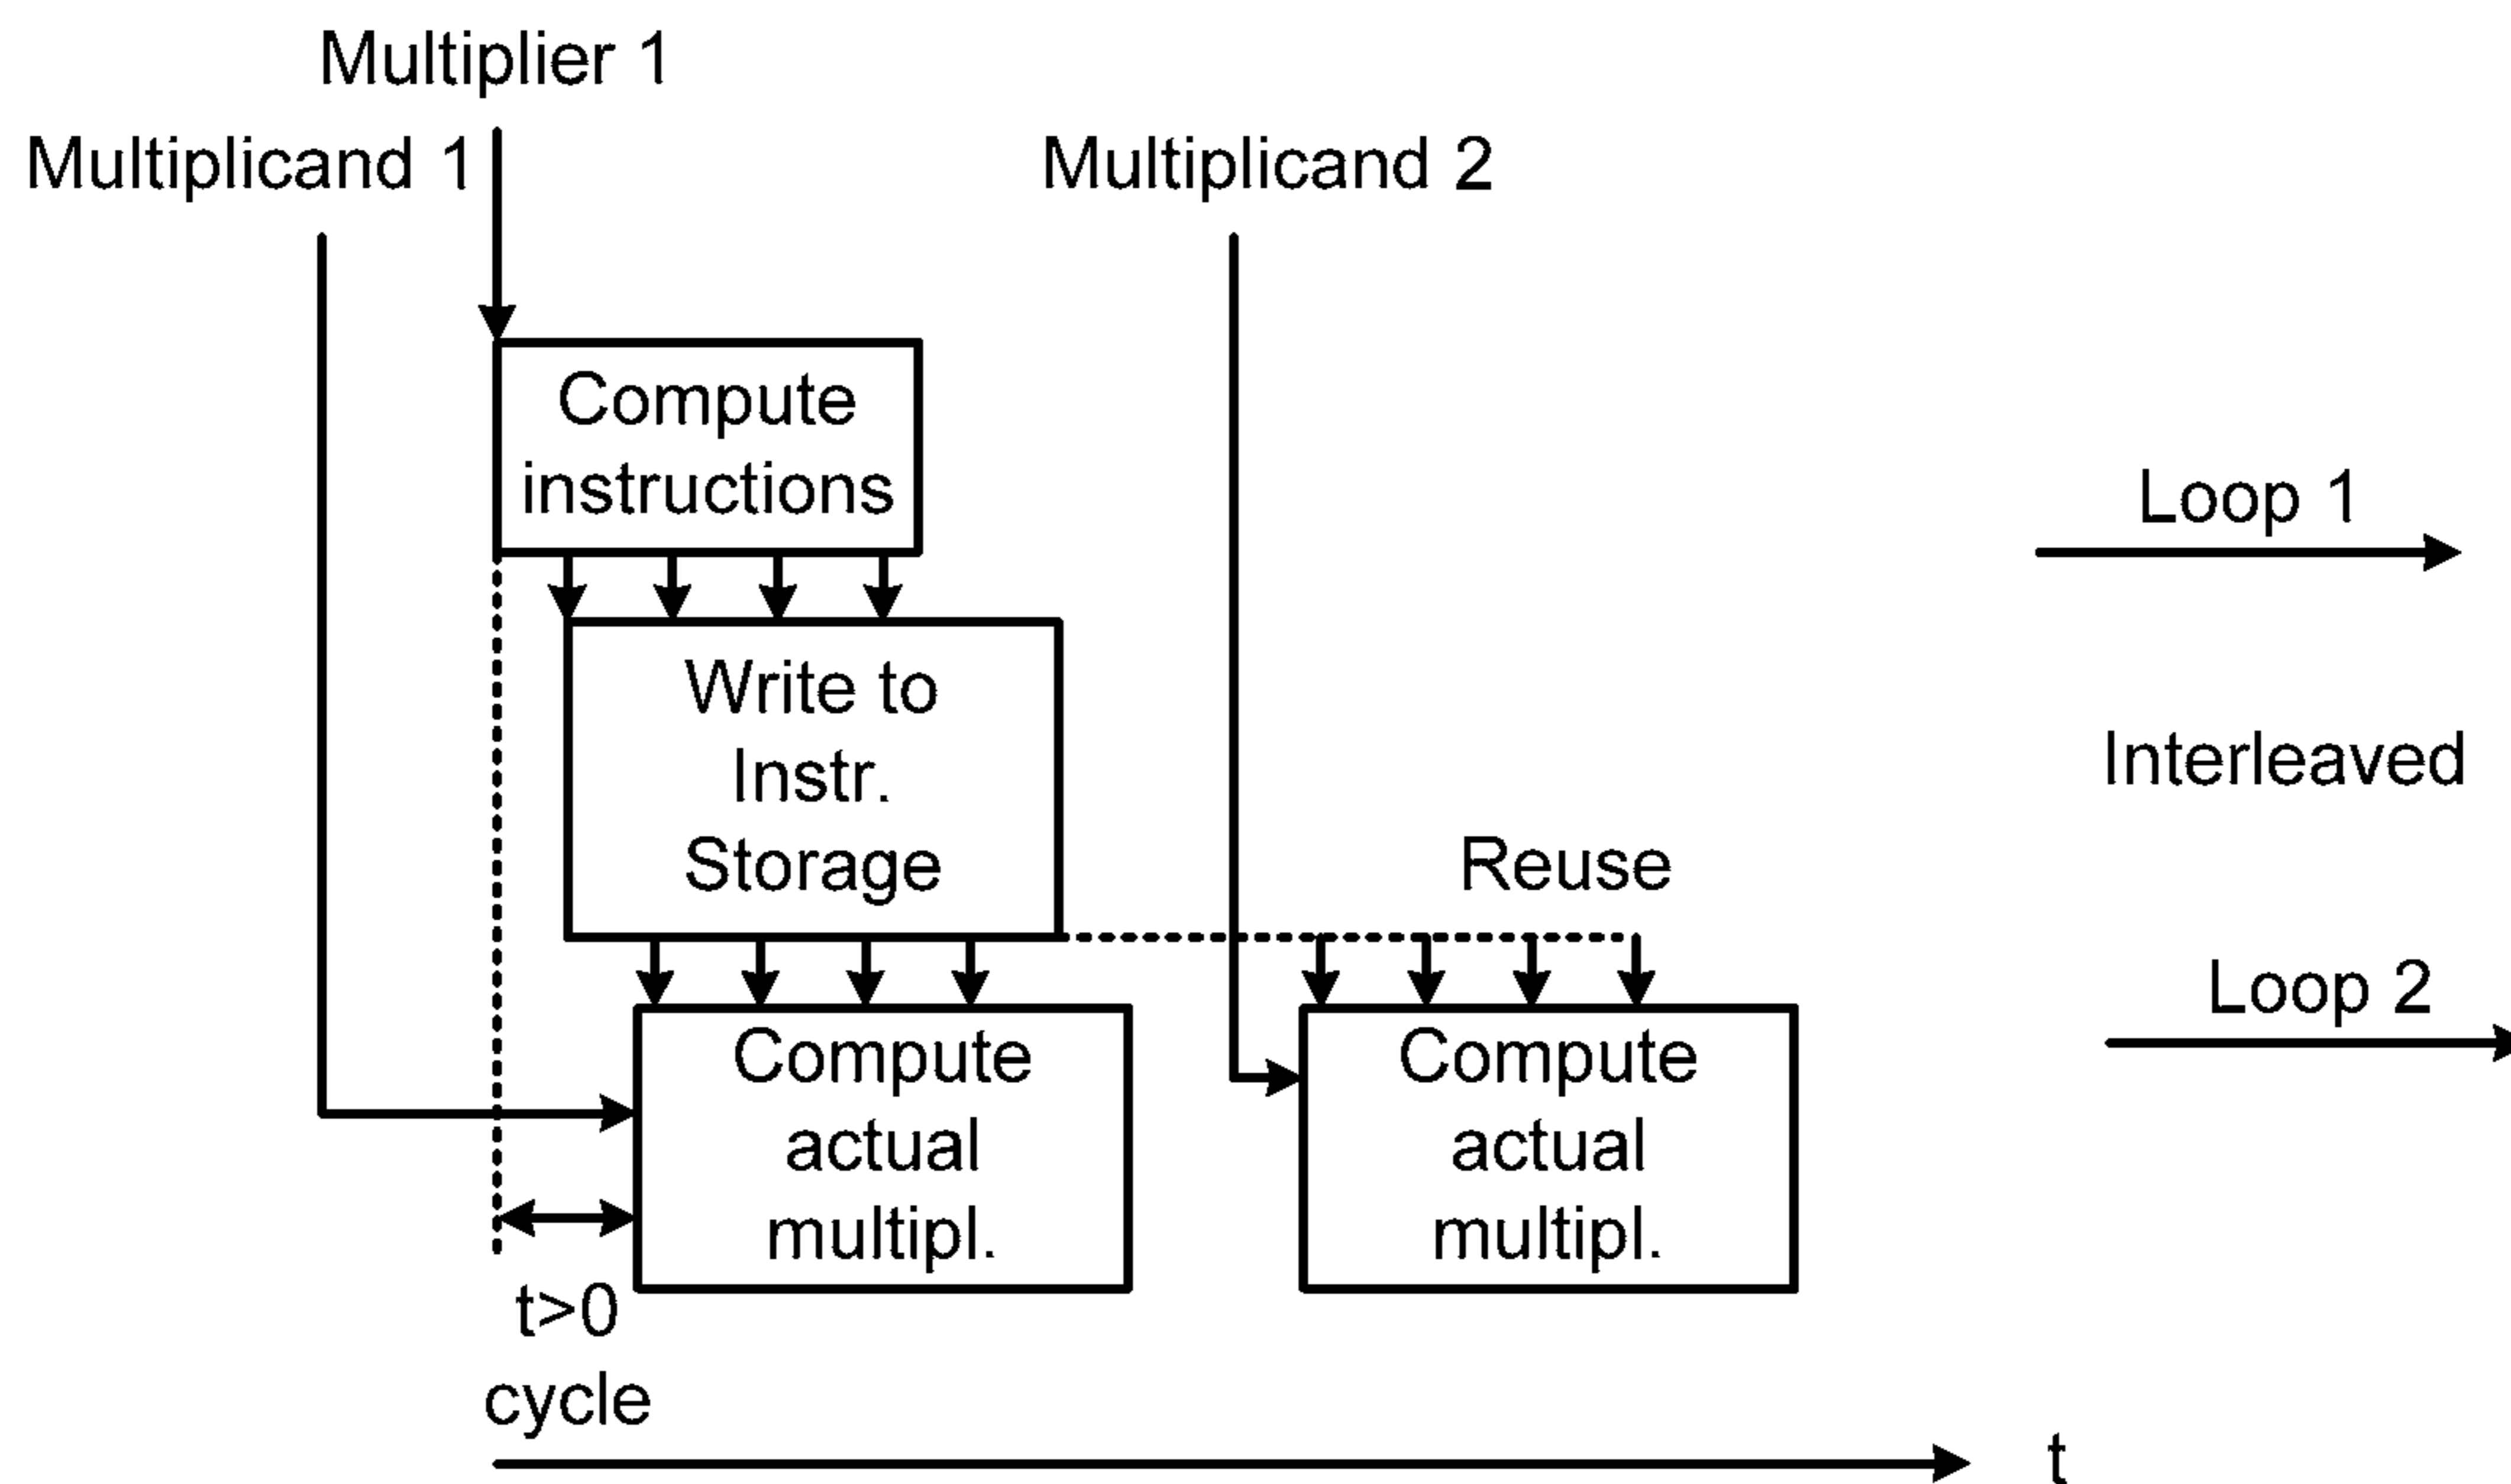 Multiplier 1
Multiplicand 1
Multiplicand 2
Compute
instructions
Loop 1
Write to
Instr.
Storage
Interleaved
Reuse
Loop 2
Compute
actual
multipl.
Compute
actual
multipl.
t>0
cycle
t